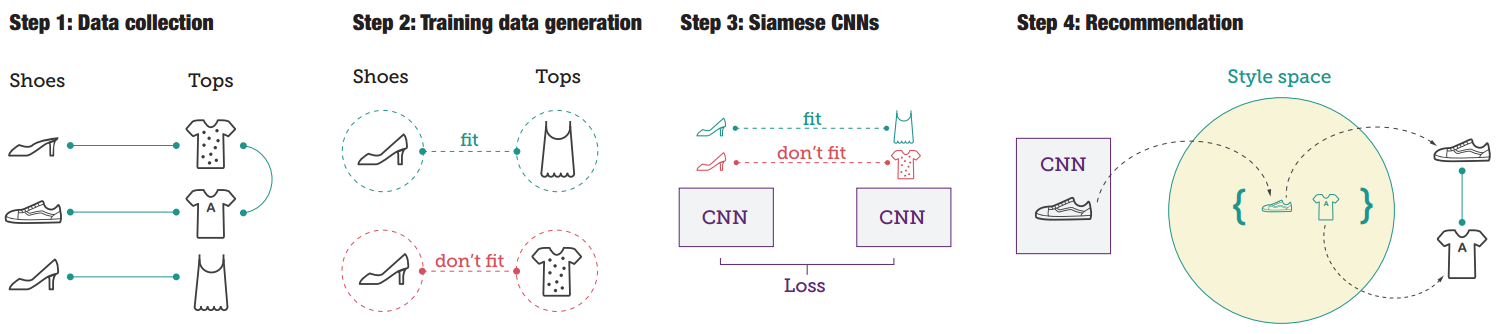 Step 1: Data collection
Shoes
Tops
A
Step 2: Training data generation
Shoes
Tops
fit
don't fit
Step 3: Siamese CNNs
fit
don't fit
CNN
CNN
Loss
Step 4: Recommendation
Style space
CNN
{ A }
A